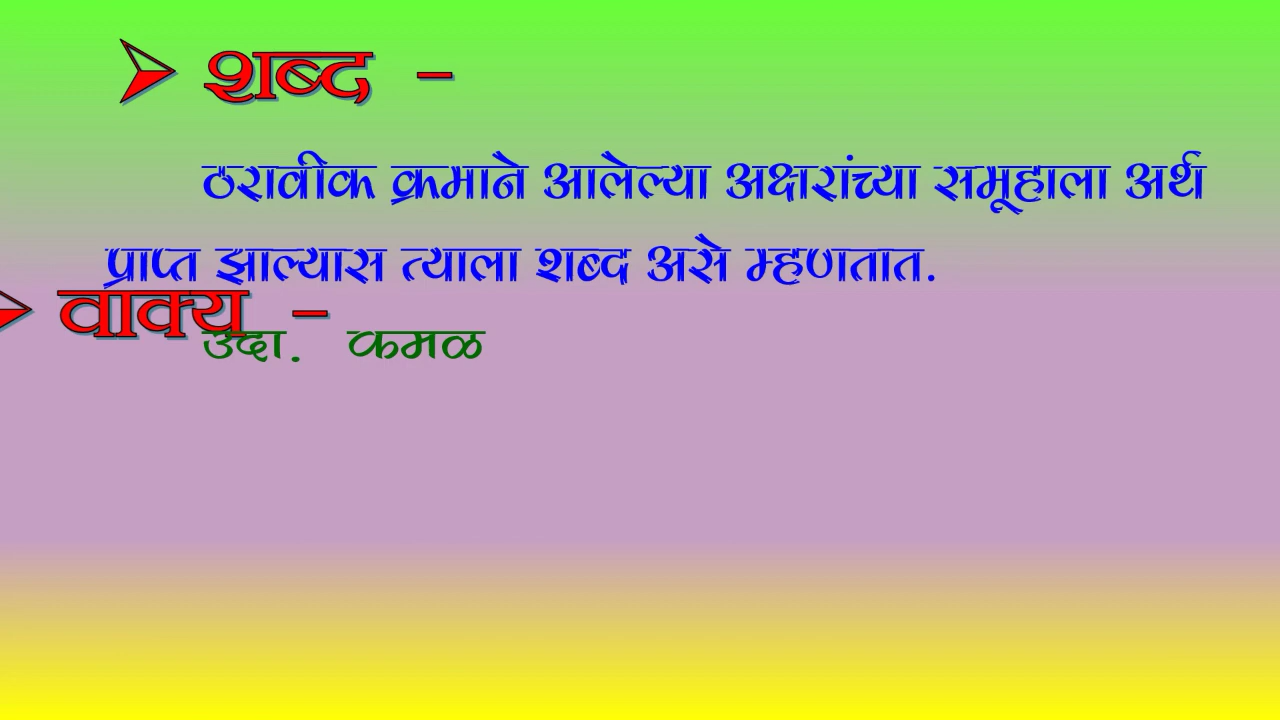 ➢ शब्द -
ठरावीक क्रमाने आलेल्या अक्षरांच्या समूहाला अर्थ
प्राप्त झाल्यास त्याला शब्द असे म्हणतात.
➢ वाक्य -
उदा. कमळ